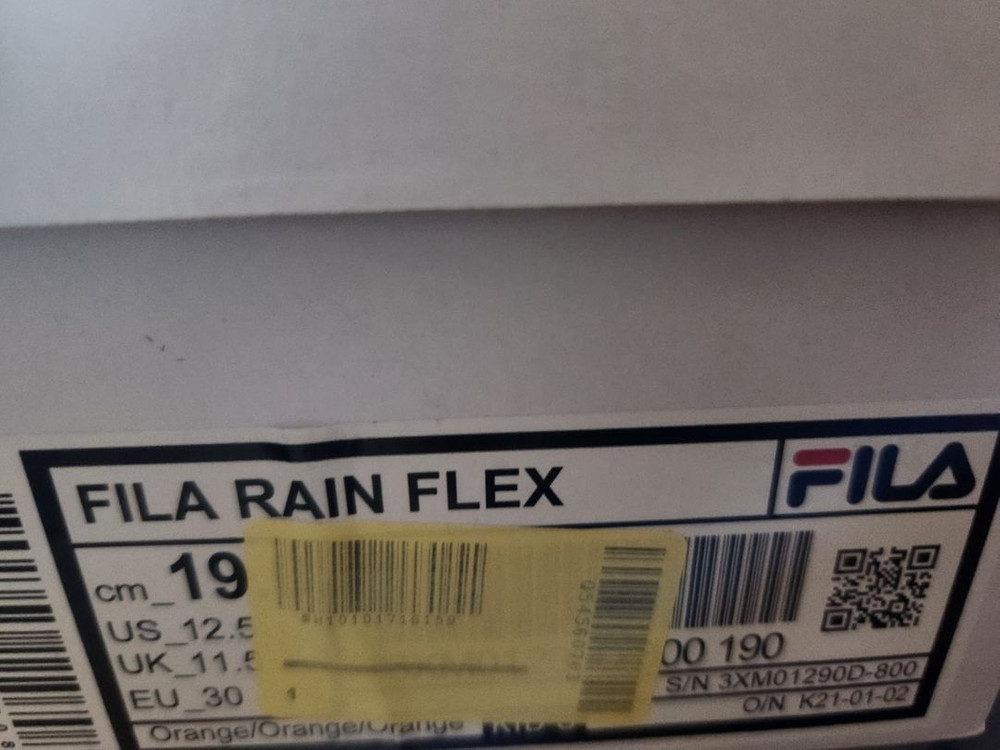 FILA RAIN FLEX
FILA
cm_19
US_12.5
UK_11.5
EU_30
00 190
S/N 3XM01290D-800
O/N K21-01-02
Orange/Orange/Orange